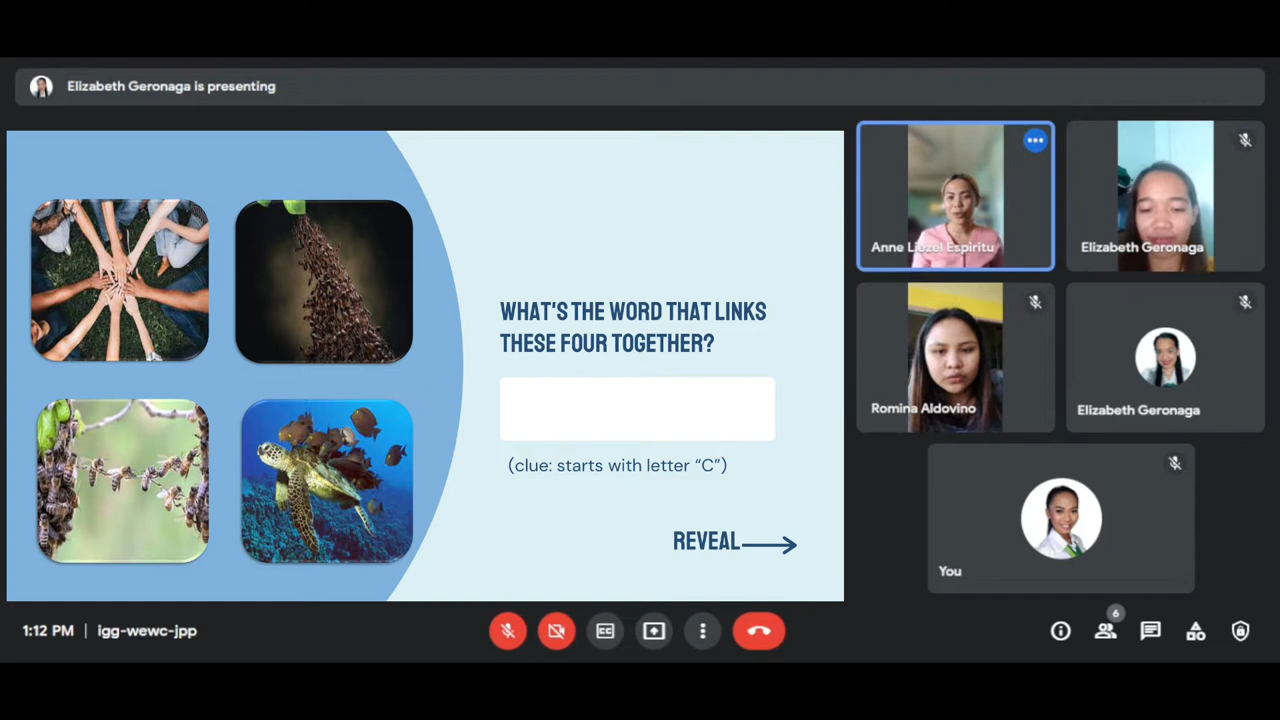 Elizabeth Geronaga is presenting
WHAT'S THE WORD THAT LINKS
THESE FOUR TOGETHER?
(clue: starts with letter “C”)
REVEAL
Anne Liezel Espiritu
Elizabeth Geronaga
Romina Aldovino
Elizabeth Geronaga
You
1:12 PM | igg-wewc-jpp
CC
6